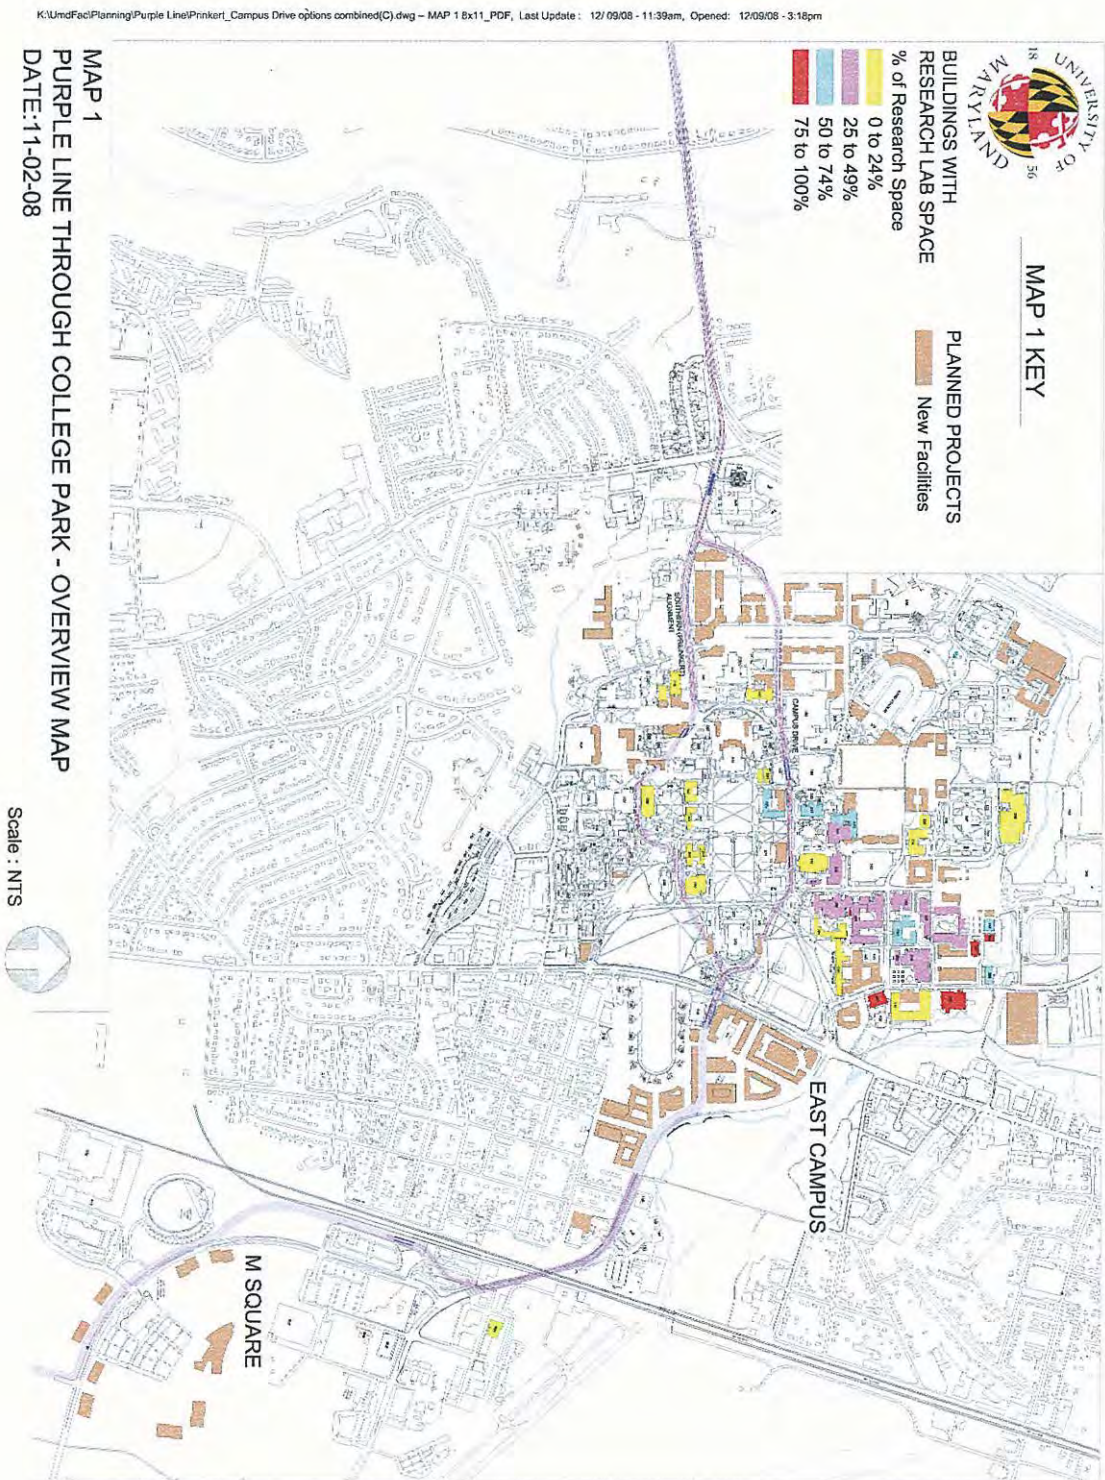 K:\UmdFac\Planning\Purple Line\Prinkert_Campus Drive options combined(C).dwg – MAP 1 8x11_PDF, Last Update : 12/ 09/08 - 11:39am, Opened: 12/09/08 - 3:18pm
UNIVERSITY OF
MARYLAND
18 56
MAP 1 KEY
BUILDINGS WITH
RESEARCH LAB SPACE
% of Research Space
0 to 24%
25 to 49%
50 to 74%
75 to 100%
PLANNED PROJECTS
New Facilities
CAMPUS DRIVE
SOUTHERN (PREINKERT)
ALIGNMENT
EAST CAMPUS
M SQUARE
MAP 1
PURPLE LINE THROUGH COLLEGE PARK - OVERVIEW MAP
DATE:11-02-08
Scale : NTS